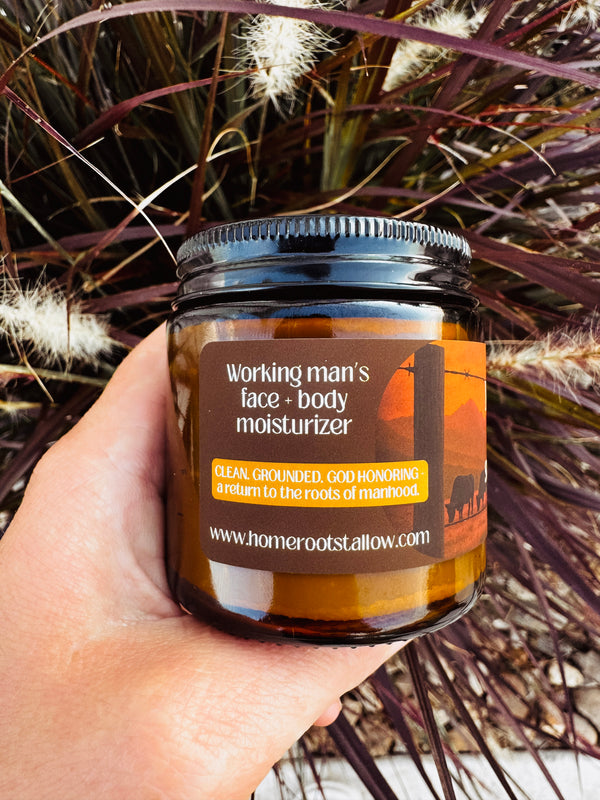 Working man's
face + body
moisturizer
CLEAN. GROUNDED. GOD HONORING -
a return to the roots of manhood.
www.homerootstallow.com